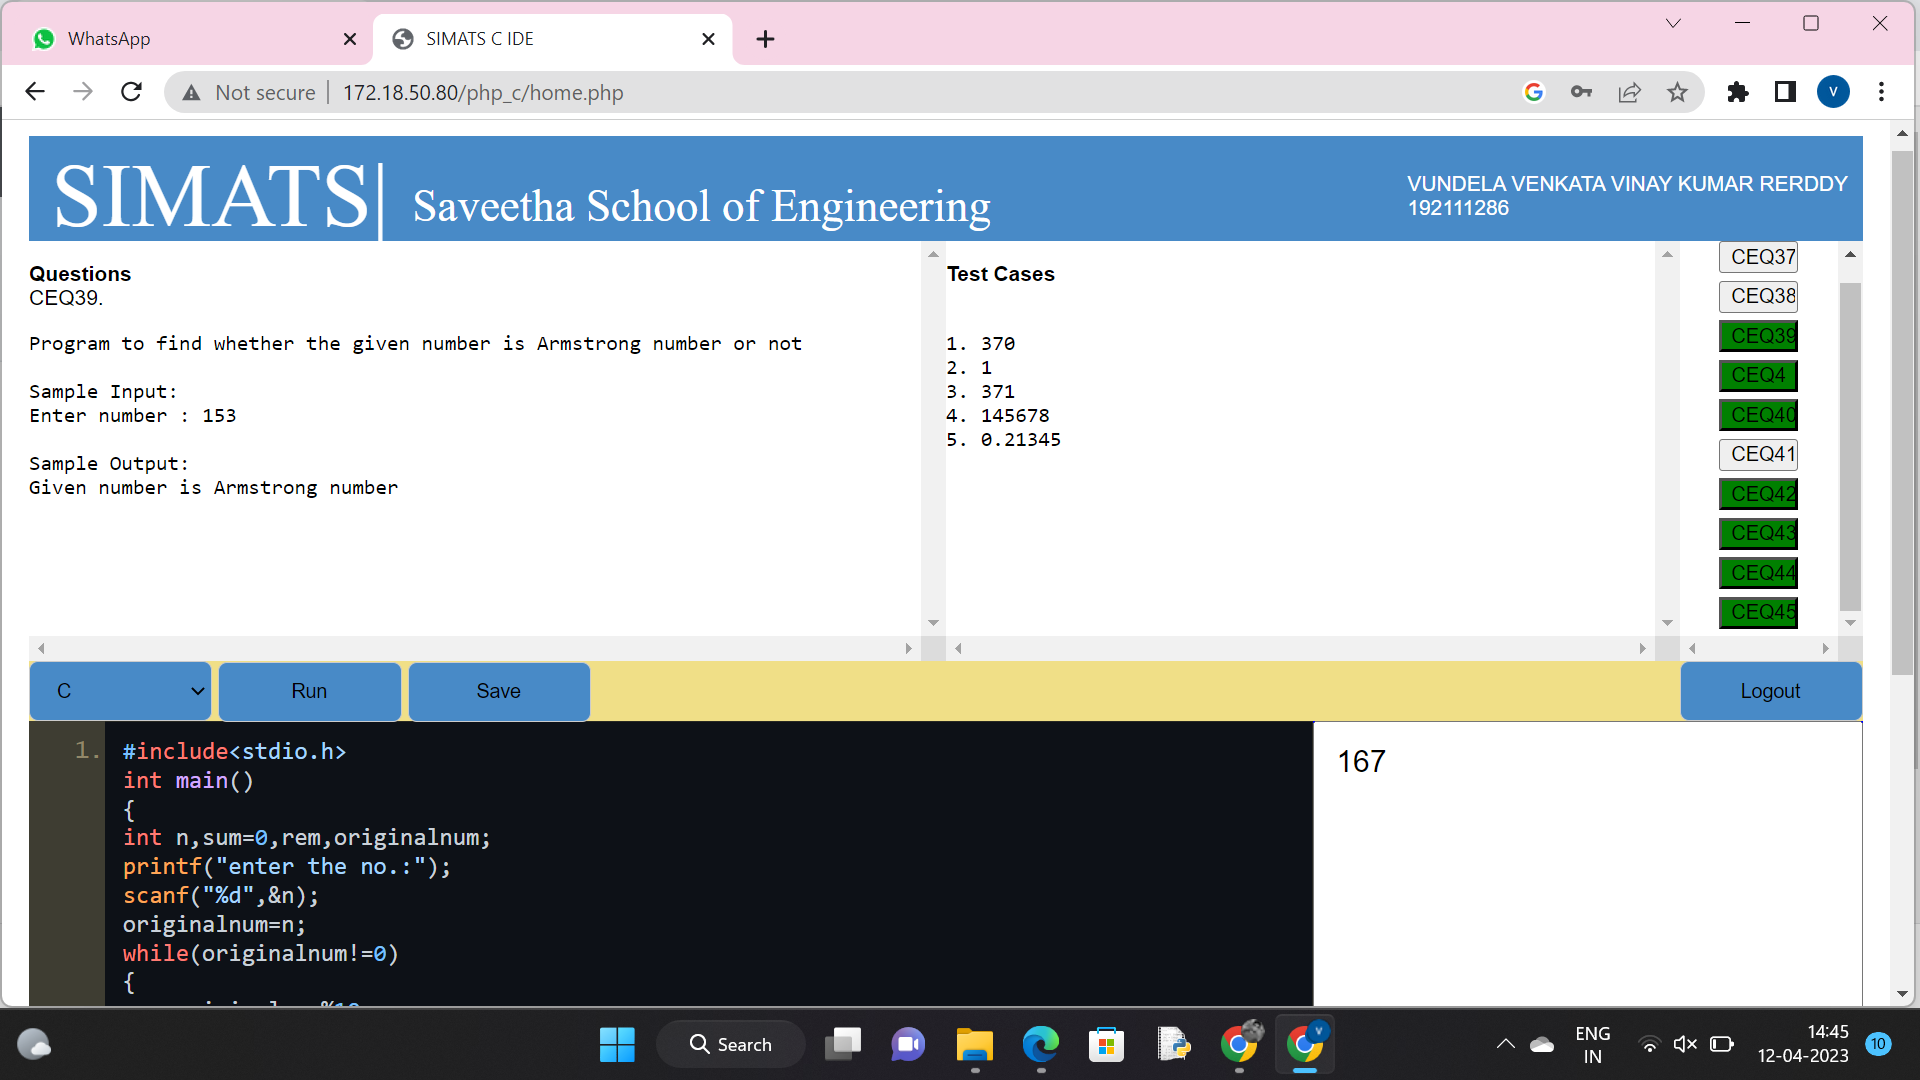 WhatsApp
SIMATS C IDE
Not secure
172.18.50.80/php_c/home.php
V
SIMATS| Saveetha School of Engineering
VUNDELA VENKATA VINAY KUMAR RERDDY
192111286
Questions
CEQ39.
Program to find whether the given number is Armstrong number or not
Sample Input:
Enter number : 153
Sample Output:
Given number is Armstrong number
Test Cases
1. 370
2. 1
3. 371
4. 145678
5. 0.21345
CEQ37
CEQ38
CEQ39
CEQ4
CEQ40
CEQ41
CEQ42
CEQ43
CEQ44
CEQ45
C
Run
Save
Logout
1.
#include<stdio.h>
int main()
{
int n,sum=0,rem,originalnum;
printf("enter the no.:");
scanf("%d",&n);
originalnum=n;
while(originalnum!=0)
{
167
Search
V
ENG
IN
14:45
12-04-2023
10